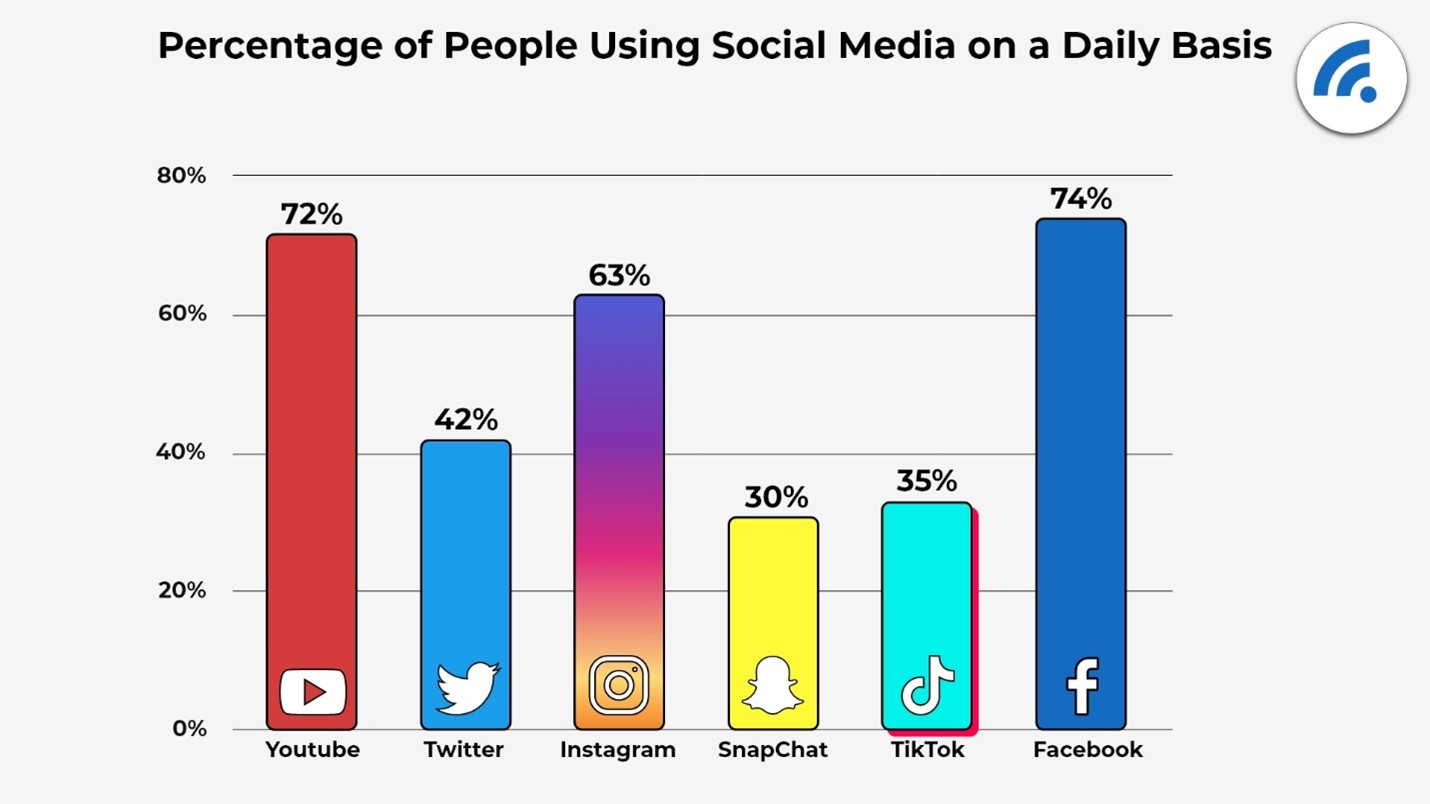 Percentage of People Using Social Media on a Daily Basis
80%
60%
40%
20%
0%
72%
42%
63%
30%
35%
74%
Youtube
Twitter
Instagram
SnapChat
TikTok
Facebook